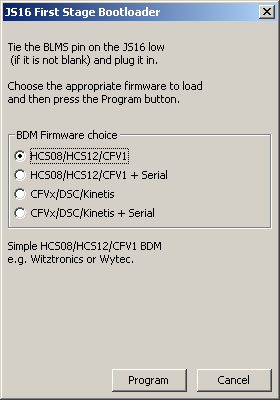 JS16 First Stage Bootloader
Tie the BLMS pin on the JS16 low
(if it is not blank) and plug it in.
Choose the appropriate firmware to load
and then press the Program button.
BDM Firmware choice
HCS08/HCS12/CFV1
HCS08/HCS12/CFV1 + Serial
CFVx/DSC/Kinetis
CFVx/DSC/Kinetis + Serial
Simple HCS08/HCS12/CFV1 BDM
e.g. Witztronics or Wytec.
Program Cancel